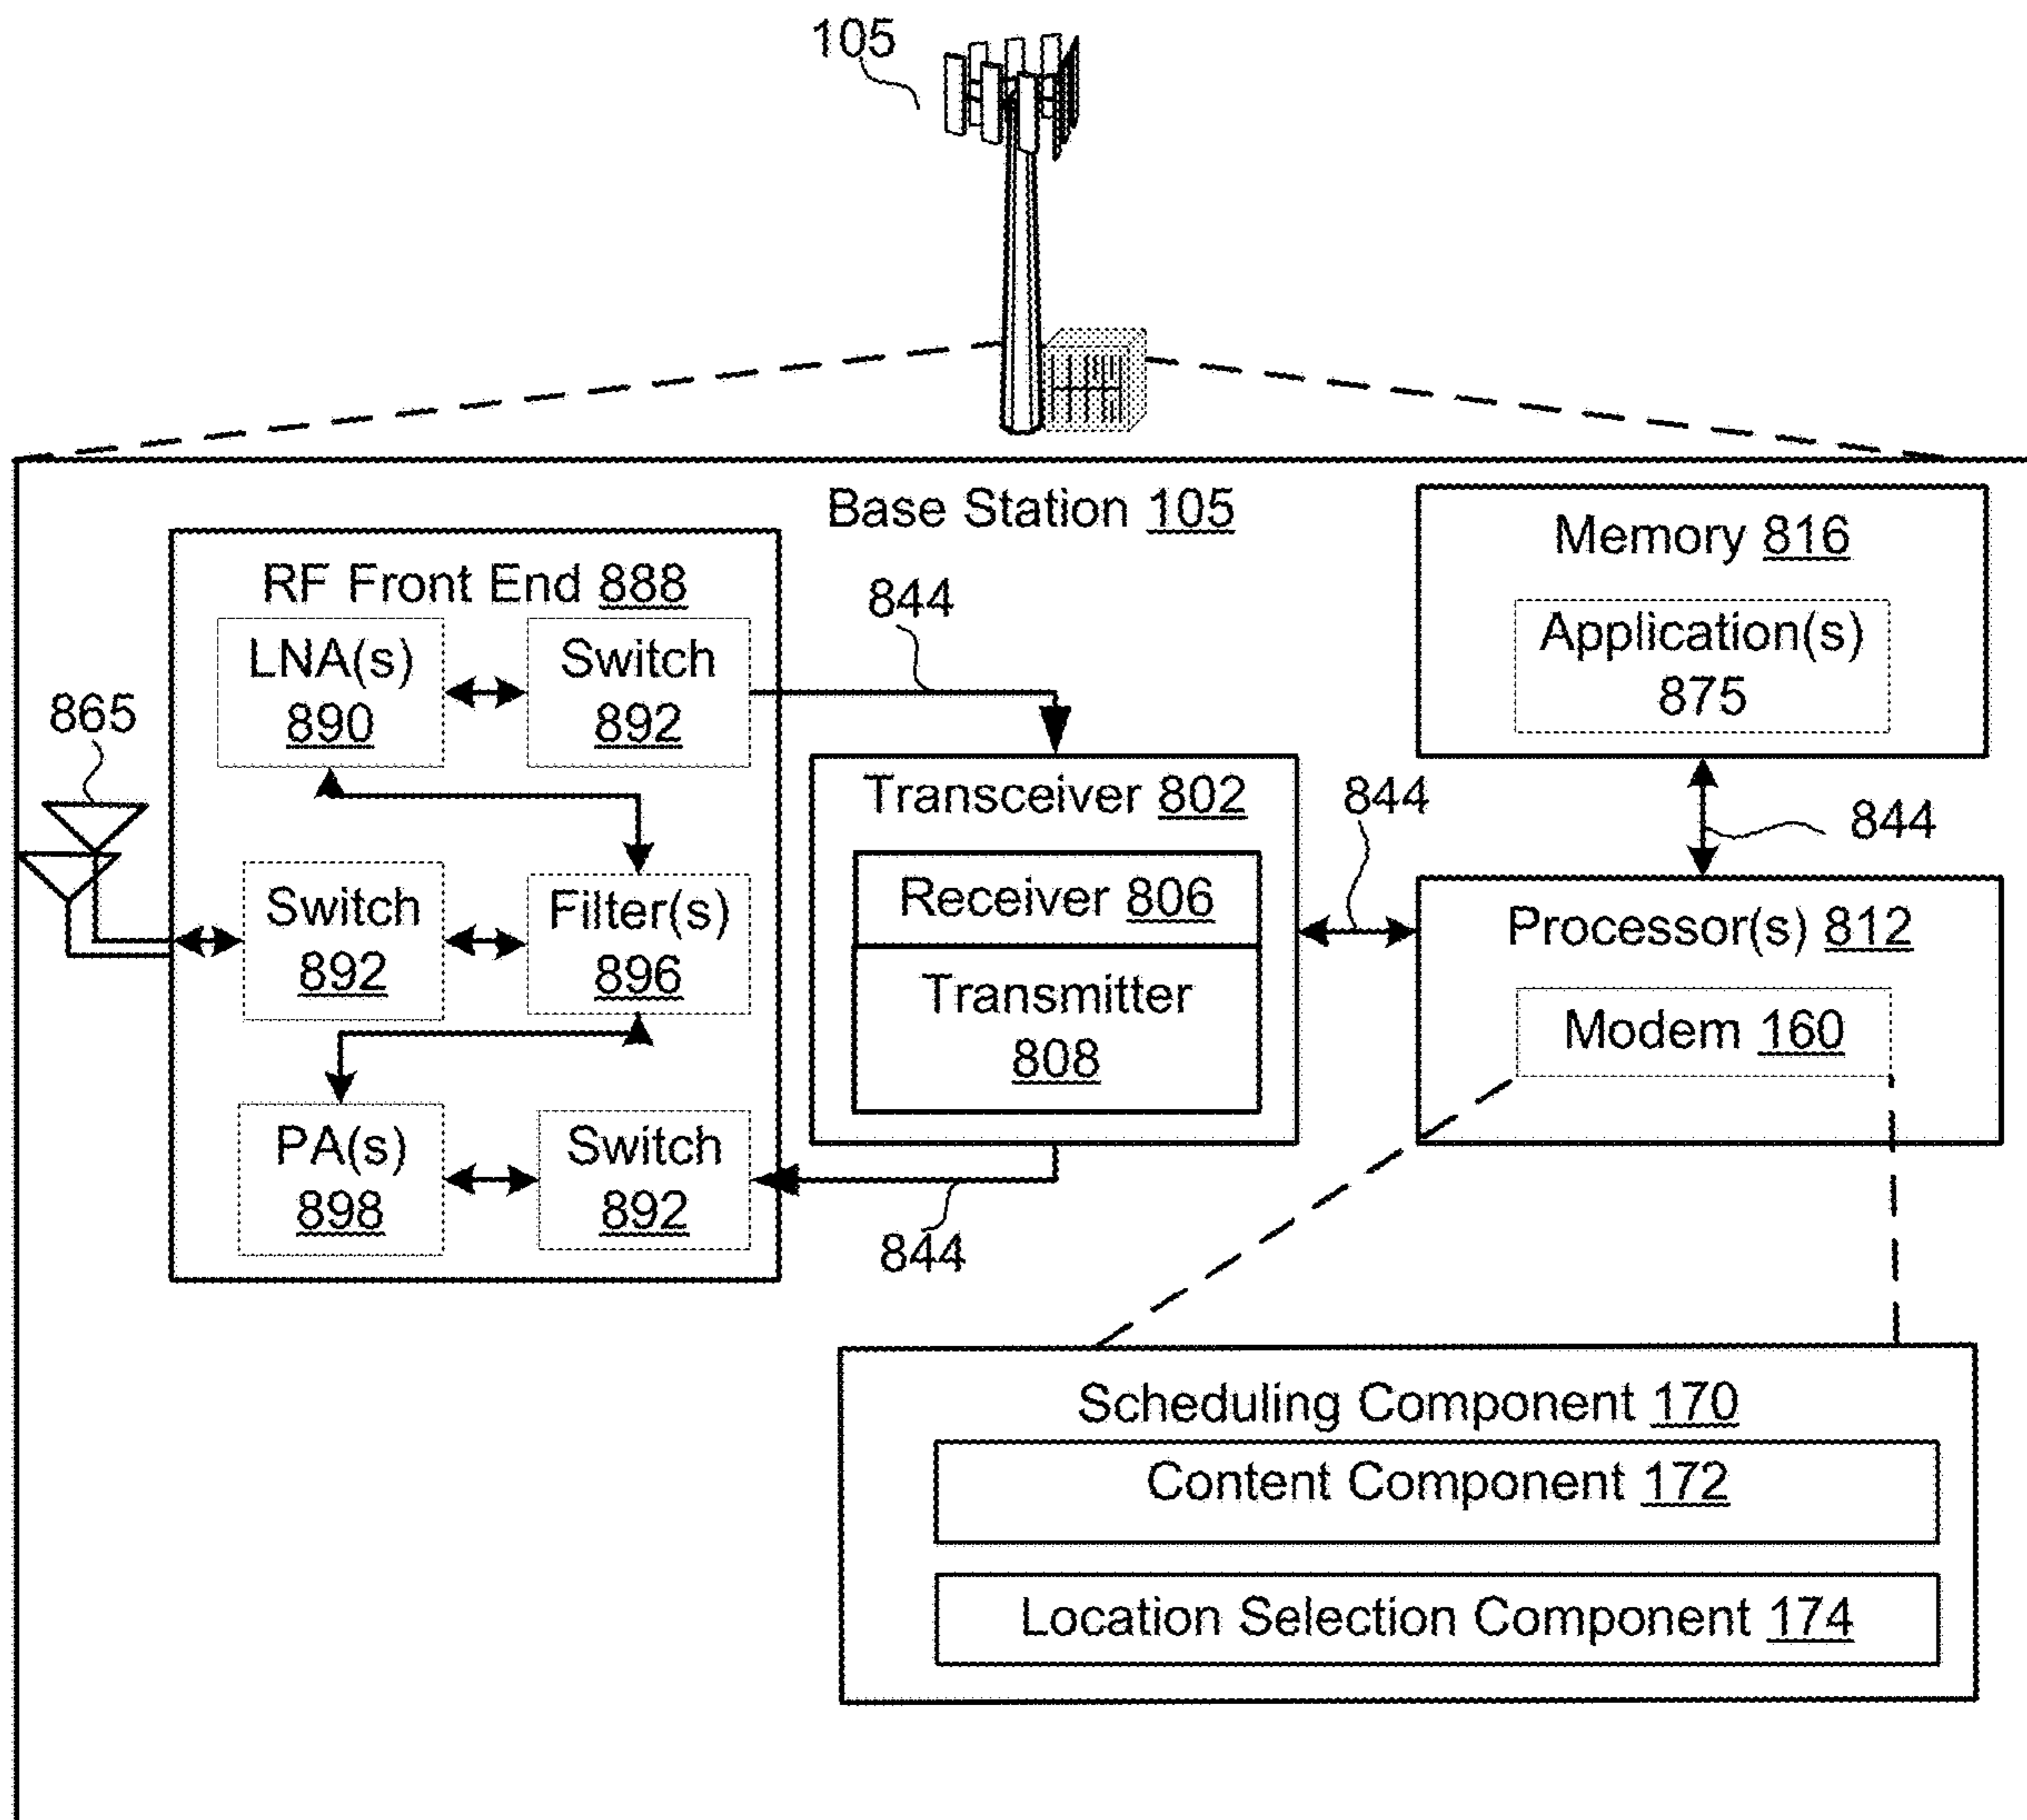 105
Base Station 105
RF Front End 888
LNA(s)
890
Switch
892
844
865
Switch
892
Filter(s)
896
PA(s)
898
Switch
892
844
Transceiver 802
Receiver 806
Transmitter
808
844
Memory 816
Application(s)
875
844
Processor(s) 812
Modem 160
Scheduling Component 170
Content Component 172
Location Selection Component 174